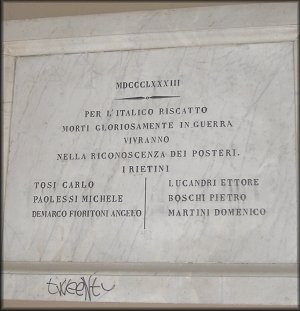 MDCCCLXXXIII
PER L'ITALICO RISCATTO
MORTI GLORIOSAMENTE IN GUERRA
VIVRANNO
NELLA RICONOSCENZA DEI POSTERI.
I RIETINI
TOSI CARLO
PAOLESSI MICHELE
DEMARCO FIORITONI ANGELO
LUCANDRI ETTORE
BOSCHI PIETRO
MARTINI DOMENICO